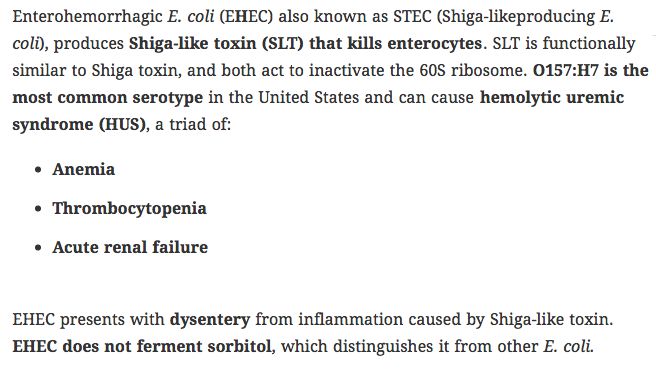 Enterohemorrhagic E. coli (EHEC) also known as STEC (Shiga-likeproducing E.
coli), produces Shiga-like toxin (SLT) that kills enterocytes. SLT is functionally
similar to Shiga toxin, and both act to inactivate the 60S ribosome. O157:H7 is the
most common serotype in the United States and can cause hemolytic uremic
syndrome (HUS), a triad of:
• Anemia
• Thrombocytopenia
• Acute renal failure
EHEC presents with dysentery from inflammation caused by Shiga-like toxin.
EHEC does not ferment sorbitol, which distinguishes it from other E. coli.